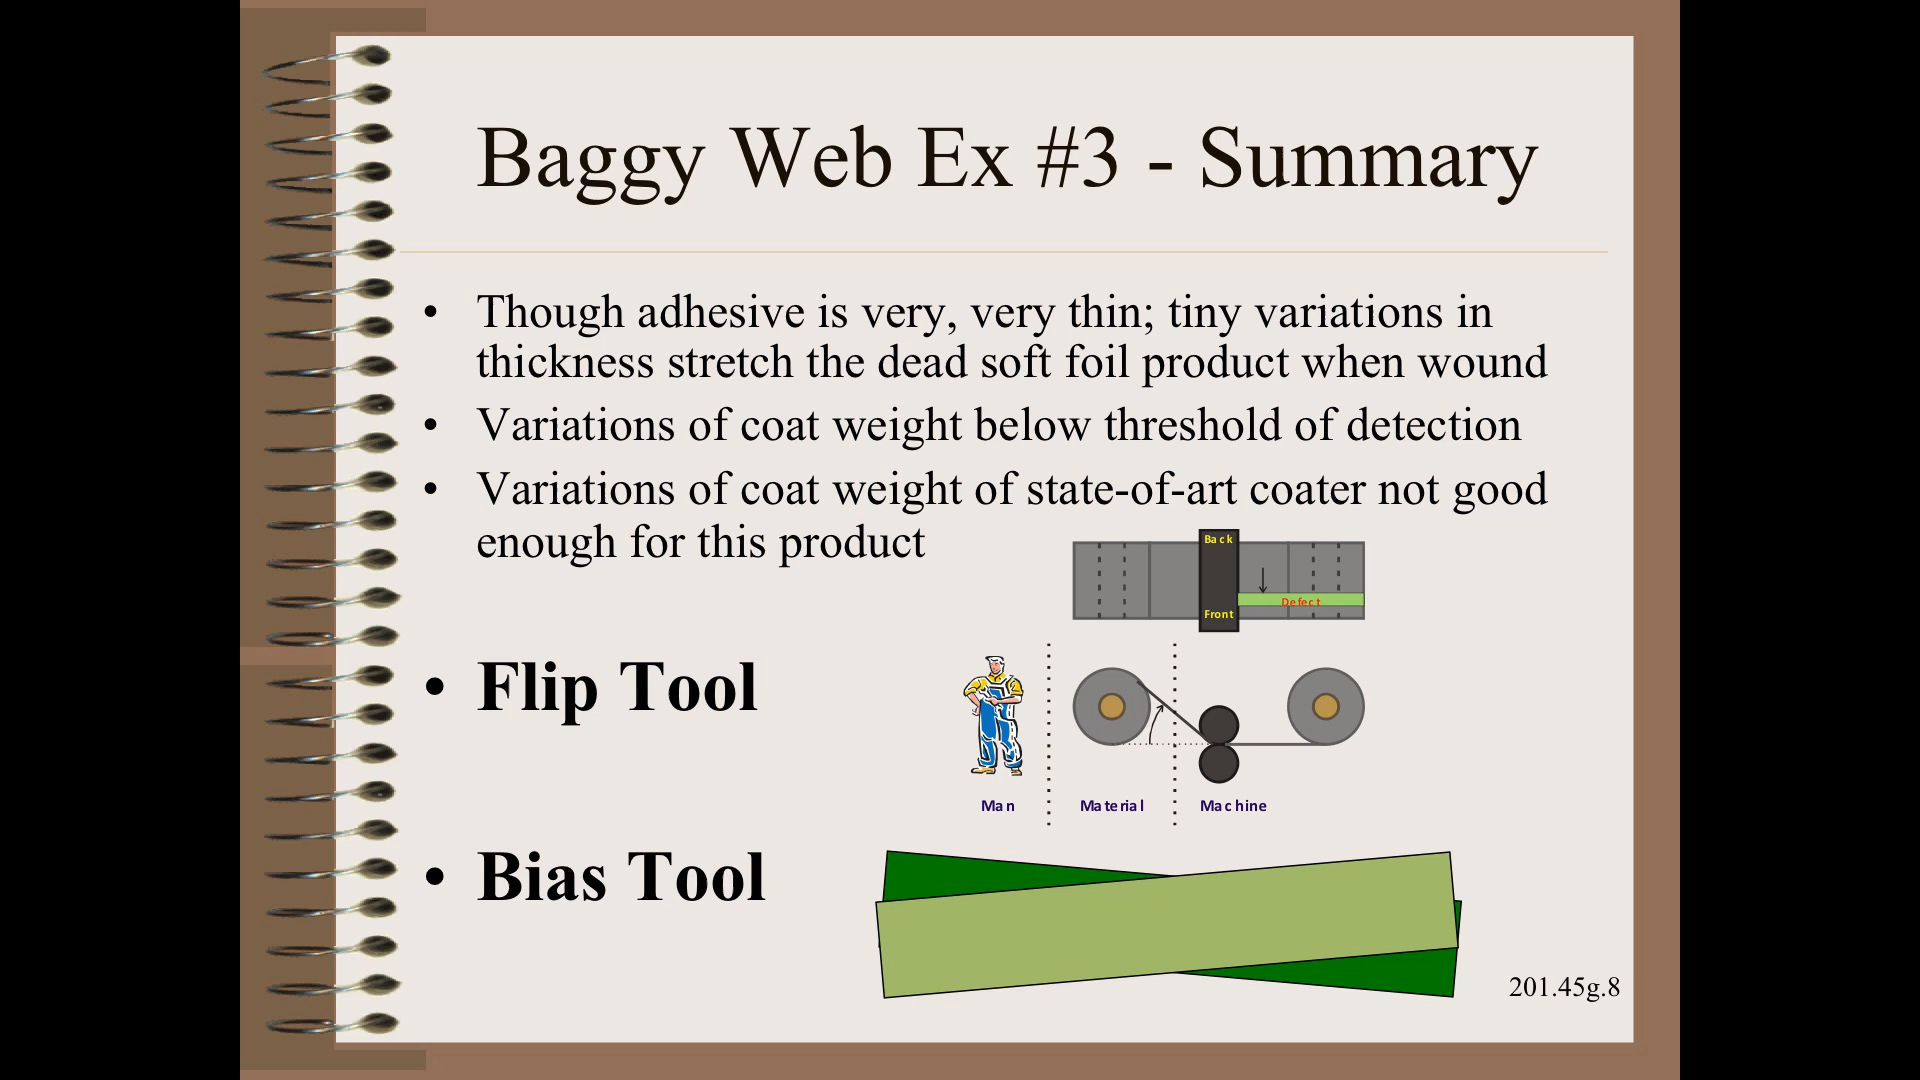 Baggy Web Ex #3 - Summary
• Though adhesive is very, very thin; tiny variations in
thickness stretch the dead soft foil product when wound
• Variations of coat weight below threshold of detection
• Variations of coat weight of state-of-art coater not good
enough for this product
Back
Defect
Front
• Flip Tool
Man
Material
Machine
• Bias Tool
201.45g.8